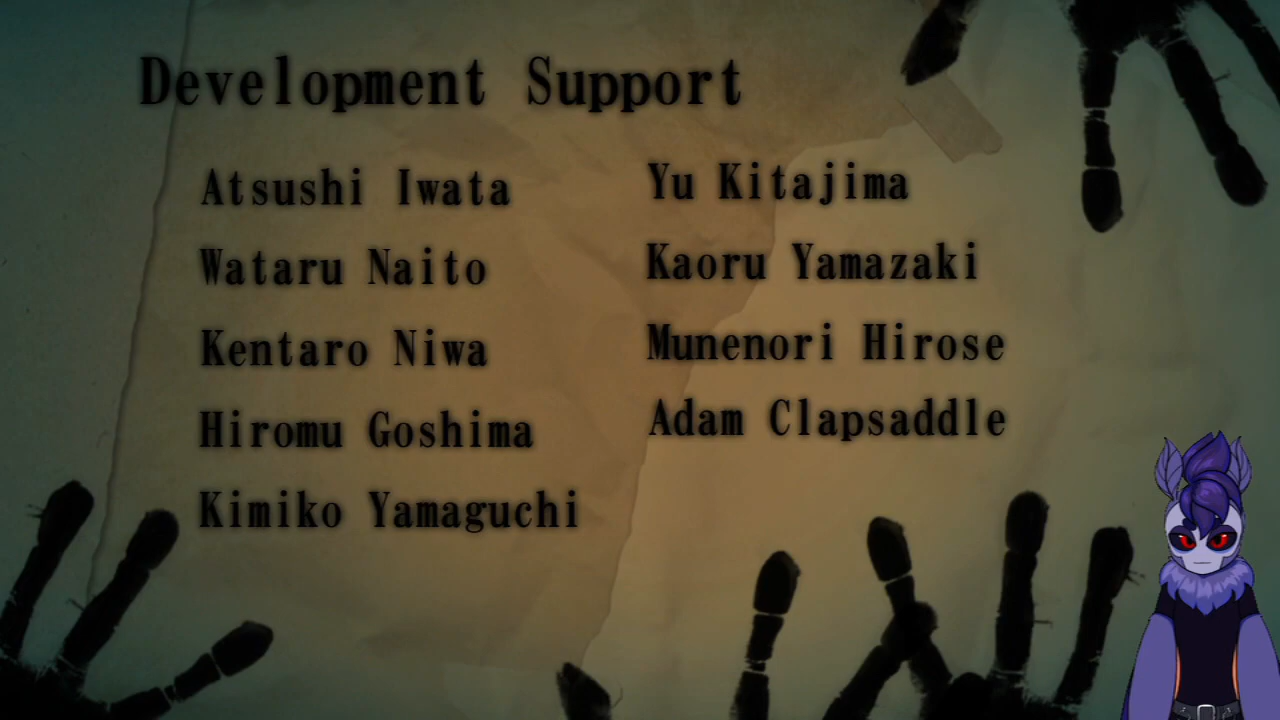 Development Support
Atsushi Iwata
Wataru Naito
Kentaro Niwa
Hiromu Goshima
Kimiko Yamaguchi
Yu Kitajima
Kaoru Yamazaki
Munenori Hirose
Adam Clapsaddle